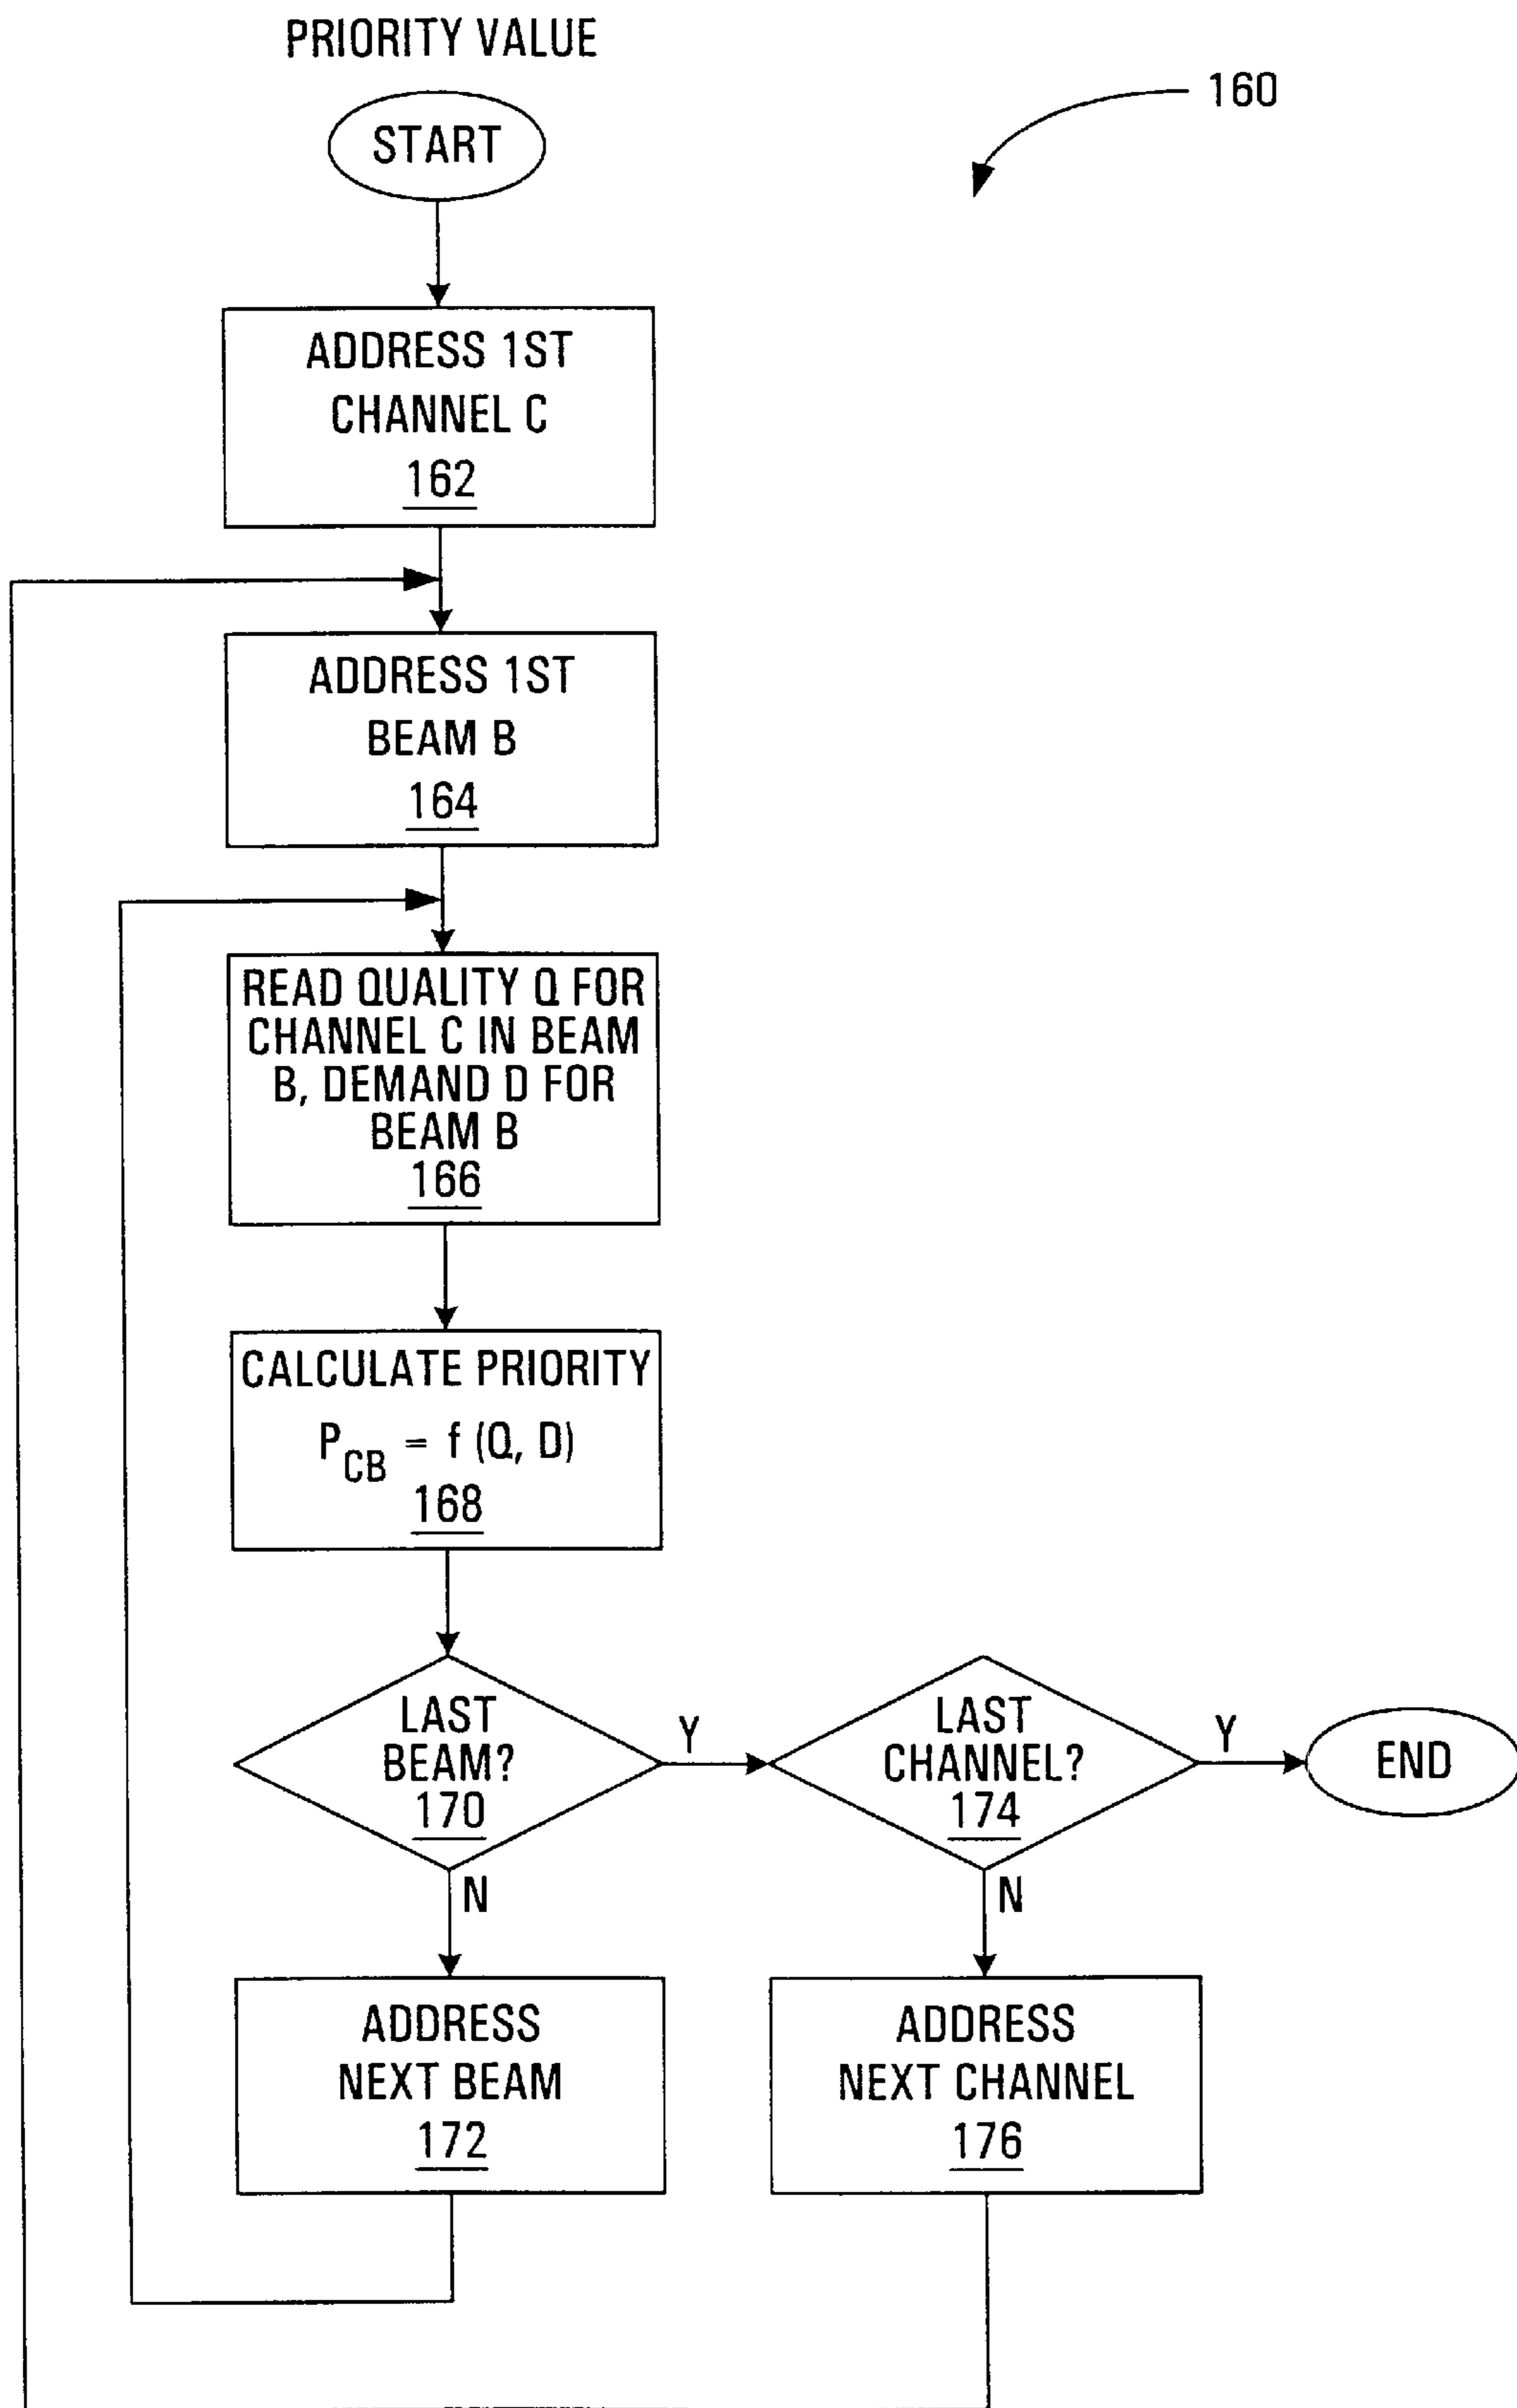 PRIORITY VALUE
START
160
ADDRESS 1ST
CHANNEL C
162
ADDRESS 1ST
BEAM B
164
READ QUALITY Q FOR
CHANNEL C IN BEAM
B, DEMAND D FOR
BEAM B
166
CALCULATE PRIORITY
P_CB = f (Q, D)
168
LAST
BEAM?
170
Y
N
LAST
CHANNEL?
174
Y
N
END
ADDRESS
NEXT BEAM
172
ADDRESS
NEXT CHANNEL
176